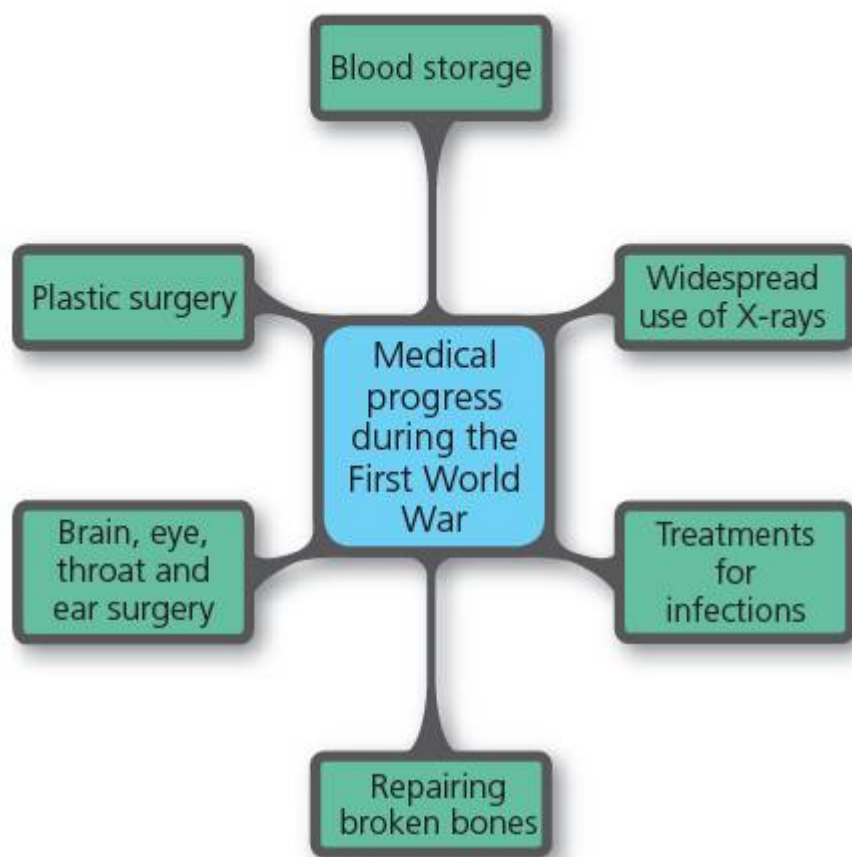 Blood storage
Plastic surgery
Widespread
use of X-rays
Medical
progress
during the
First World
War
Brain, eye,
throat and
ear surgery
Treatments
for
infections
Repairing
broken bones